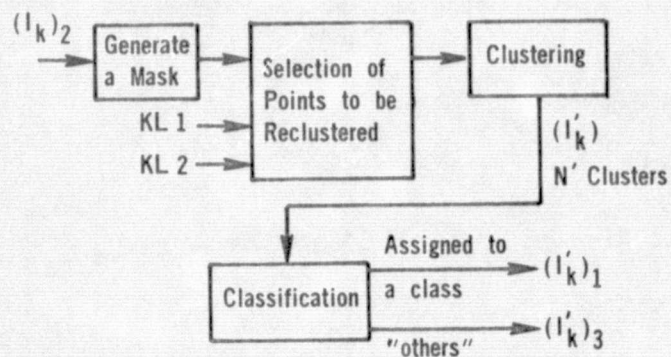 (I_k)_2
Generate
a Mask
Selection of
Points to be
Reclustered
KL 1
KL 2
Clustering
(I'_k)
N' Clusters
Classification
Assigned to
a class
(I'_k)_1
"others"
(I'_k)_3